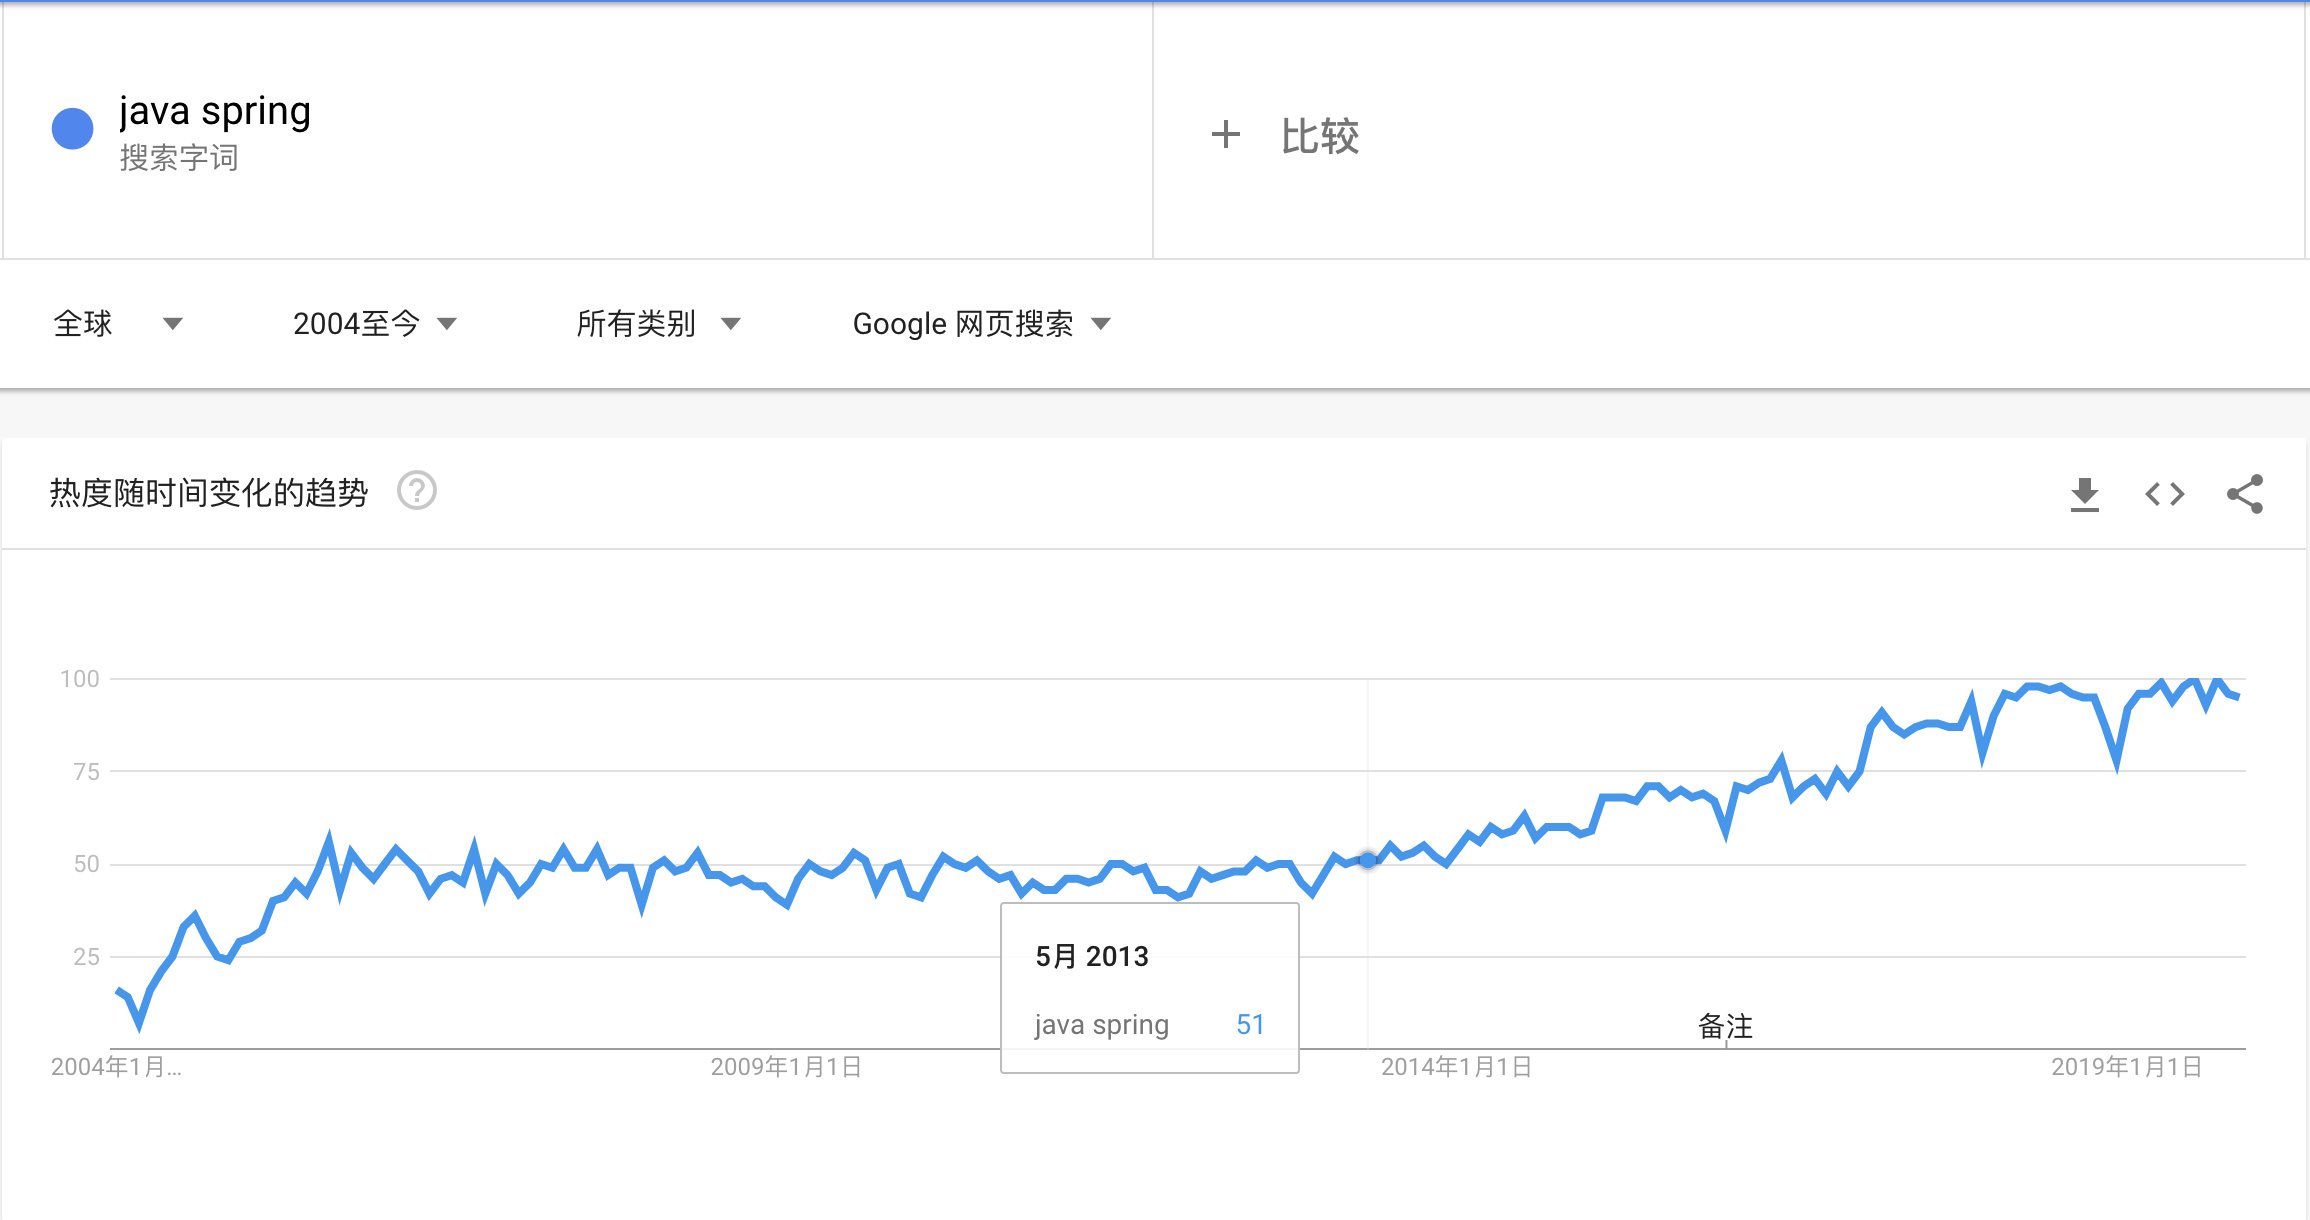 java spring
搜索字词
比较
全球
2004至今
所有类别
Google 网页搜索
热度随时间变化的趋势
?
100
75
50
25
5月 2013
java spring 51
备注
2004年1月...
2009年1月1日
2014年1月1日
2019年1月1日